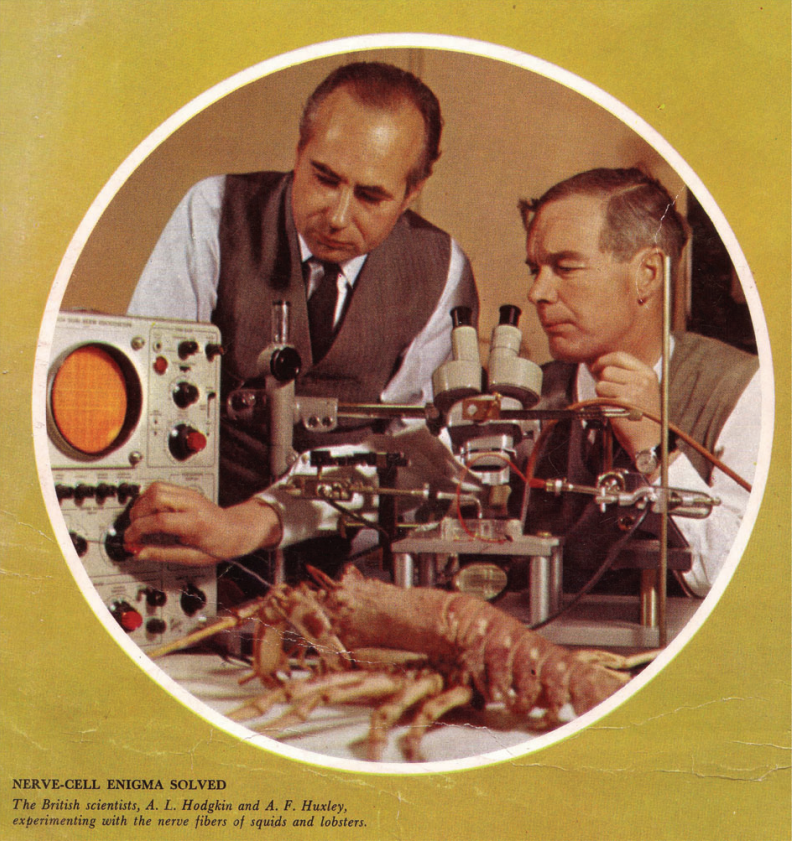 NERVE-CELL ENIGMA SOLVED
The British scientists, A. L. Hodgkin and A. F. Huxley,
experimenting with the nerve fibers of squids and lobsters.